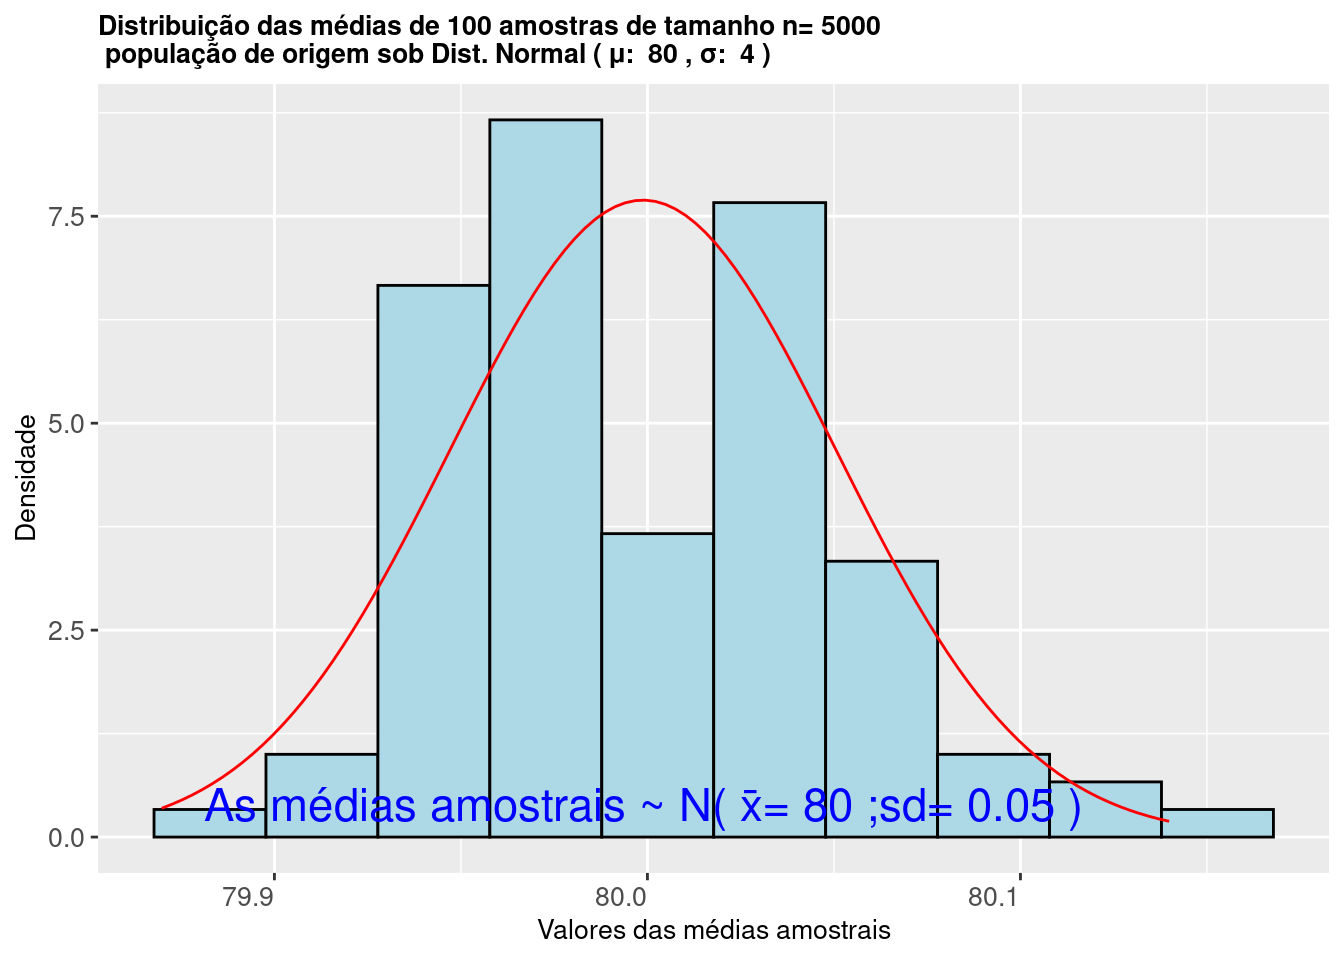 Distribuição das médias de 100 amostras de tamanho n= 5000
população de origem sob Dist. Normal ( μ:  80 , σ:  4 )
Densidade
7.5
5.0
2.5
0.0
As médias amostrais ~ N( x̄= 80 ;sd= 0.05 )
79.9
80.0
80.1
Valores das médias amostrais